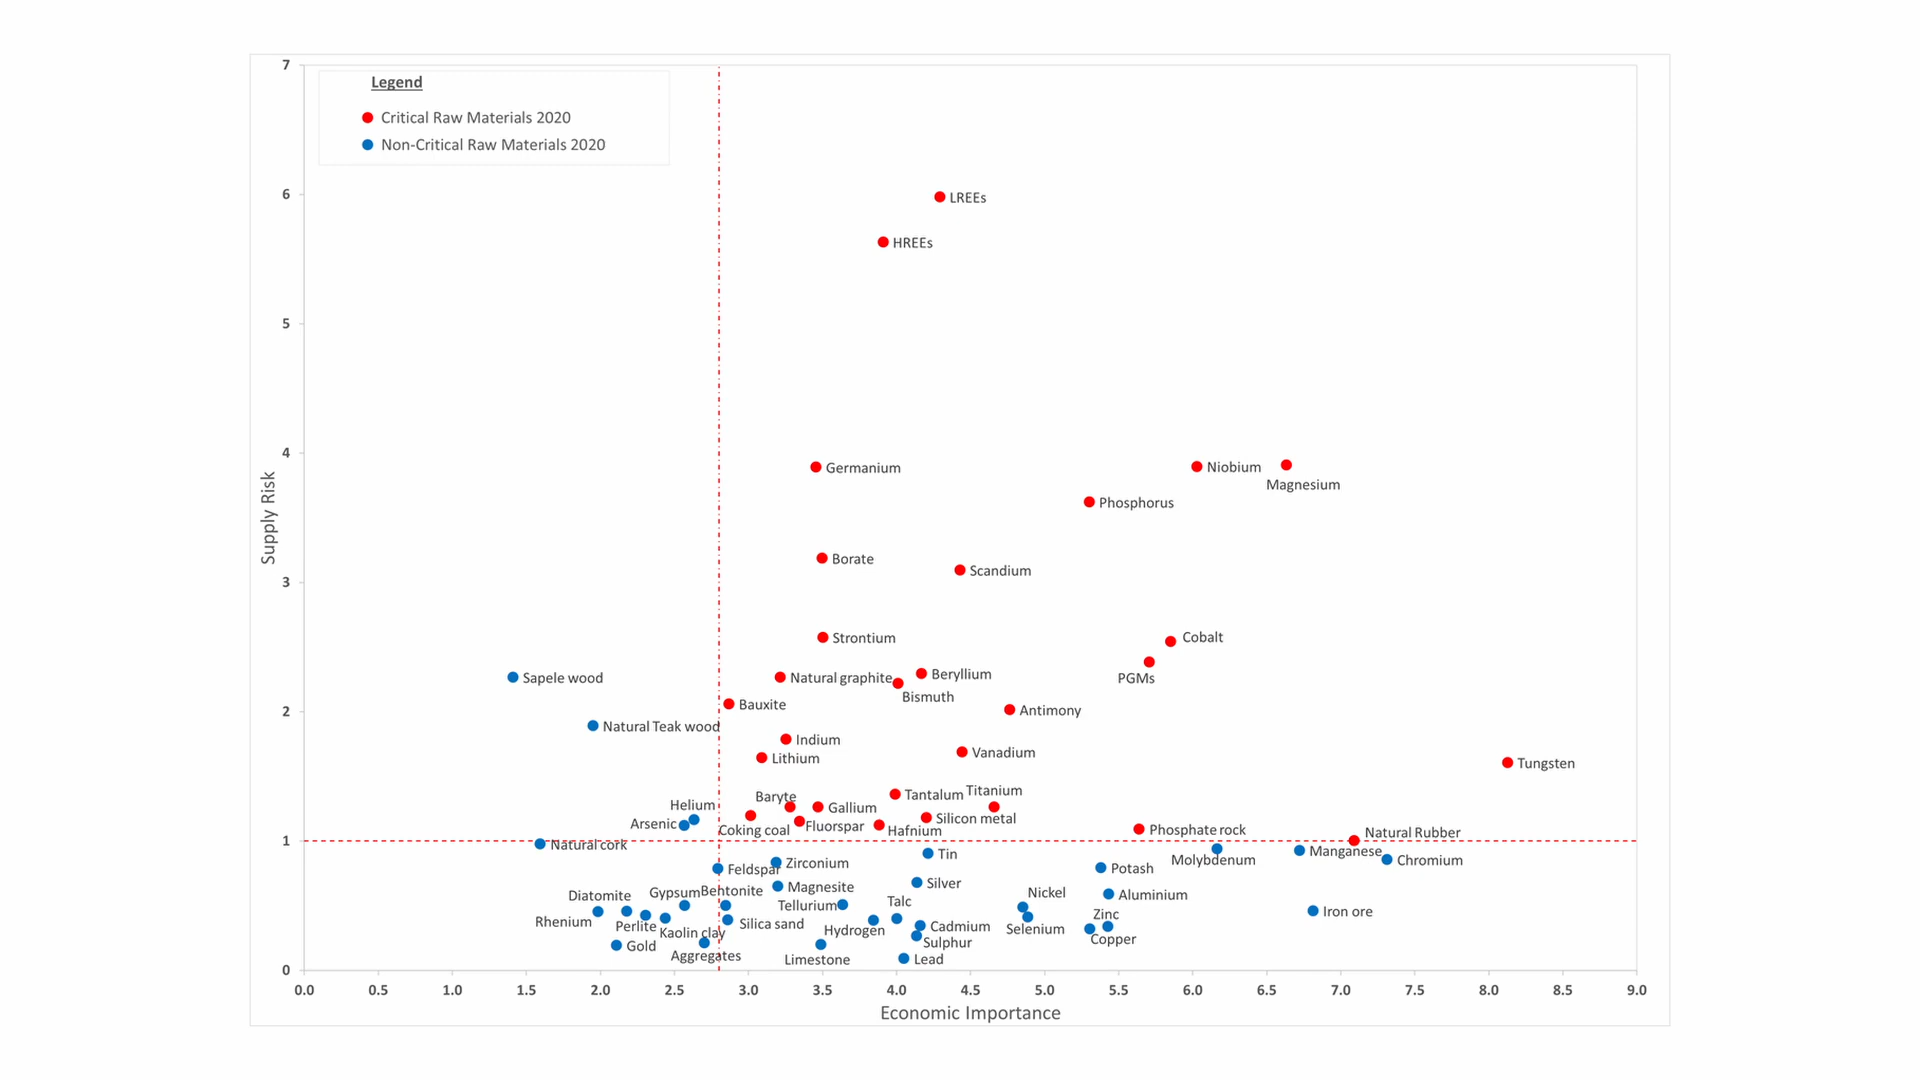 Legend
Critical Raw Materials 2020
Non-Critical Raw Materials 2020
7
6
5
4
3
2
1
0
Supply Risk
LREEs
HREEs
Germanium
Niobium
Magnesium
Phosphorus
Borate
Scandium
Strontium
Cobalt
PGMs
Sapele wood
Natural graphite
Beryllium
Bismuth
Bauxite
Antimony
Natural Teak wood
Indium
Vanadium
Lithium
Tungsten
Baryte
Tantalum
Titanium
Helium
Gallium
Arsenic
Coking coal
Fluorspar
Hafnium
Silicon metal
Phosphate rock
Natural Rubber
Natural cork
Tin
Molybdenum
Manganese
Chromium
Feldspar
Zirconium
Potash
Diatomite
Gypsum
Bentonite
Magnesite
Silver
Nickel
Aluminium
Tellurium
Talc
Rhenium
Perlite
Kaolin clay
Silica sand
Hydrogen
Cadmium
Selenium
Zinc
Iron ore
Gold
Aggregates
Limestone
Sulphur
Copper
Lead
0.0 0.5 1.0 1.5 2.0 2.5 3.0 3.5 4.0 4.5 5.0 5.5 6.0 6.5 7.0 7.5 8.0 8.5 9.0
Economic Importance